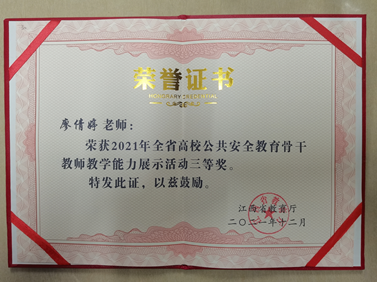 荣誉证书
HONORARY CREDENTIAL
廖倩婷 老师：
荣获2021年全省高校公共安全教育骨干
教师教学能力展示活动三等奖。
特发此证，以兹鼓励。
江西省教育厅
二〇二一年十二月